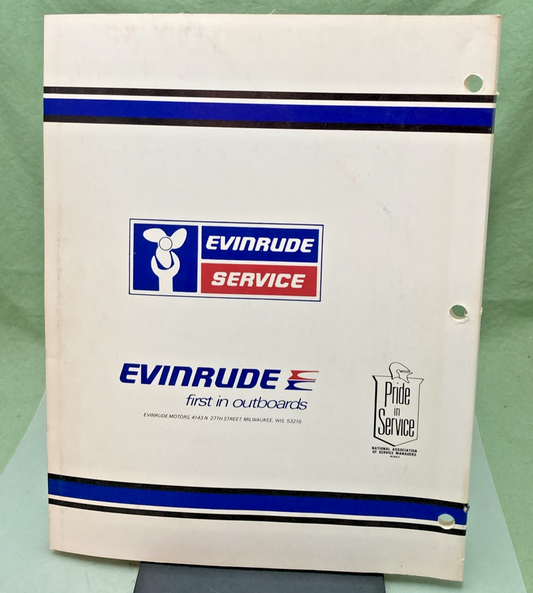 EVINRUDE
SERVICE
EVINRUDE
first in outboards
EVINRUDE MOTORS, 4143 N. 27TH STREET, MILWAUKEE, WIS. 53216
Pride
in
Service
NATIONAL ASSOCIATION
OF SERVICE MANAGERS